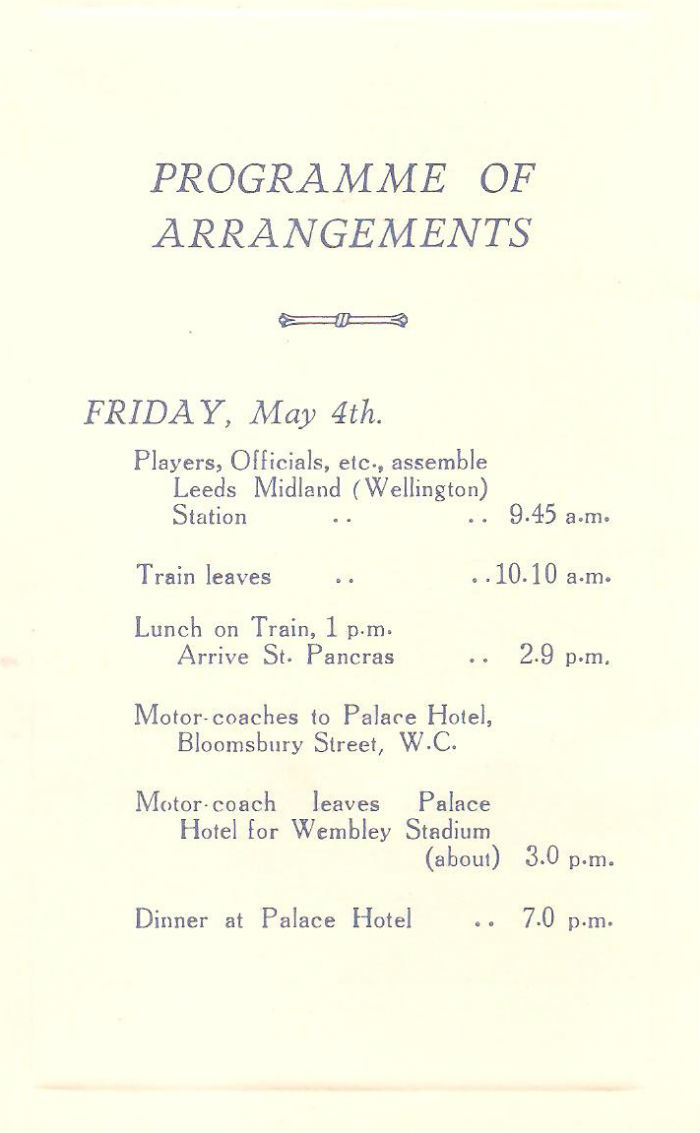 PROGRAMME OF
ARRANGEMENTS
FRIDAY, May 4th.
Players, Officials, etc., assemble
Leeds Midland (Wellington)
Station .. .. 9.45 a.m.
Train leaves .. ..10.10 a.m.
Lunch on Train, 1 p.m.
Arrive St. Pancras .. 2.9 p.m.
Motor-coaches to Palace Hotel,
Bloomsbury Street, W.C.
Motor-coach leaves Palace
Hotel for Wembley Stadium
(about) 3.0 p.m.
Dinner at Palace Hotel .. 7.0 p.m.